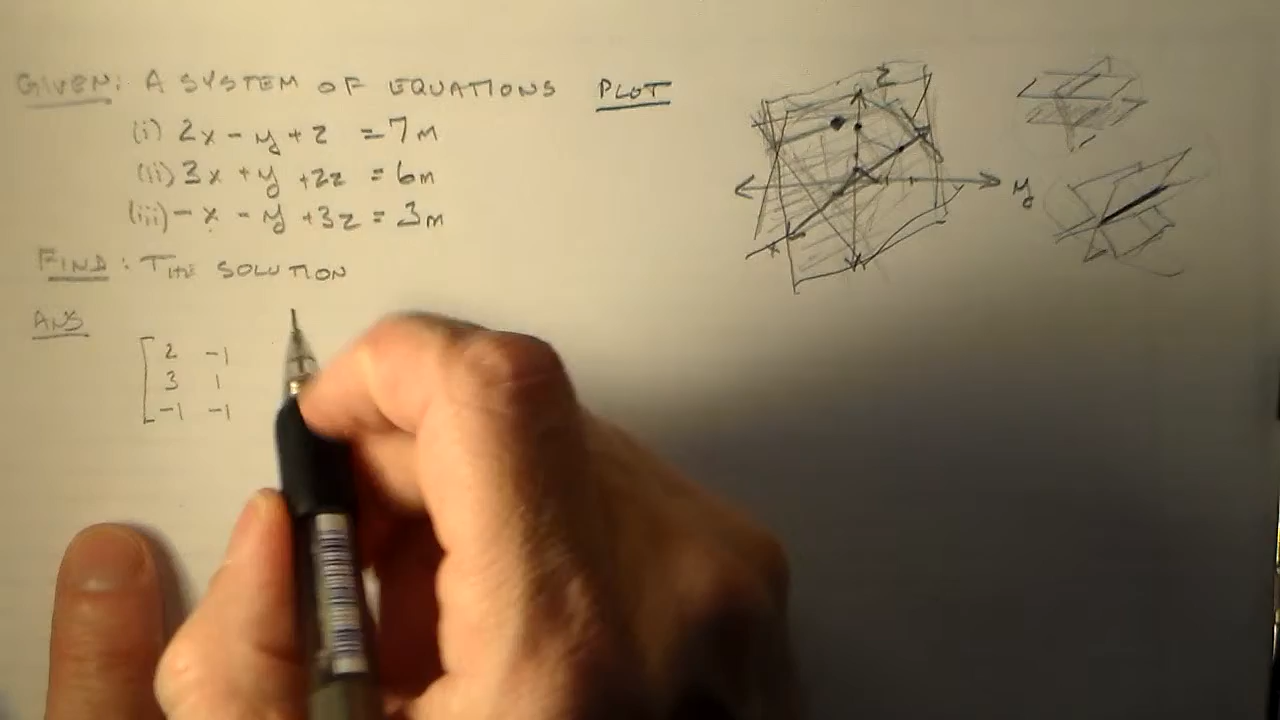 GIVEN: A SYSTEM OF EQUATIONS PLOT
(i) 2x - y + z = 7m
(ii) 3x + y + 2z = 6m
(iii) - x - y + 3z = 3m
FIND: THE SOLUTION
ANS
2 -1
3 1
-1 -1
z
y
x